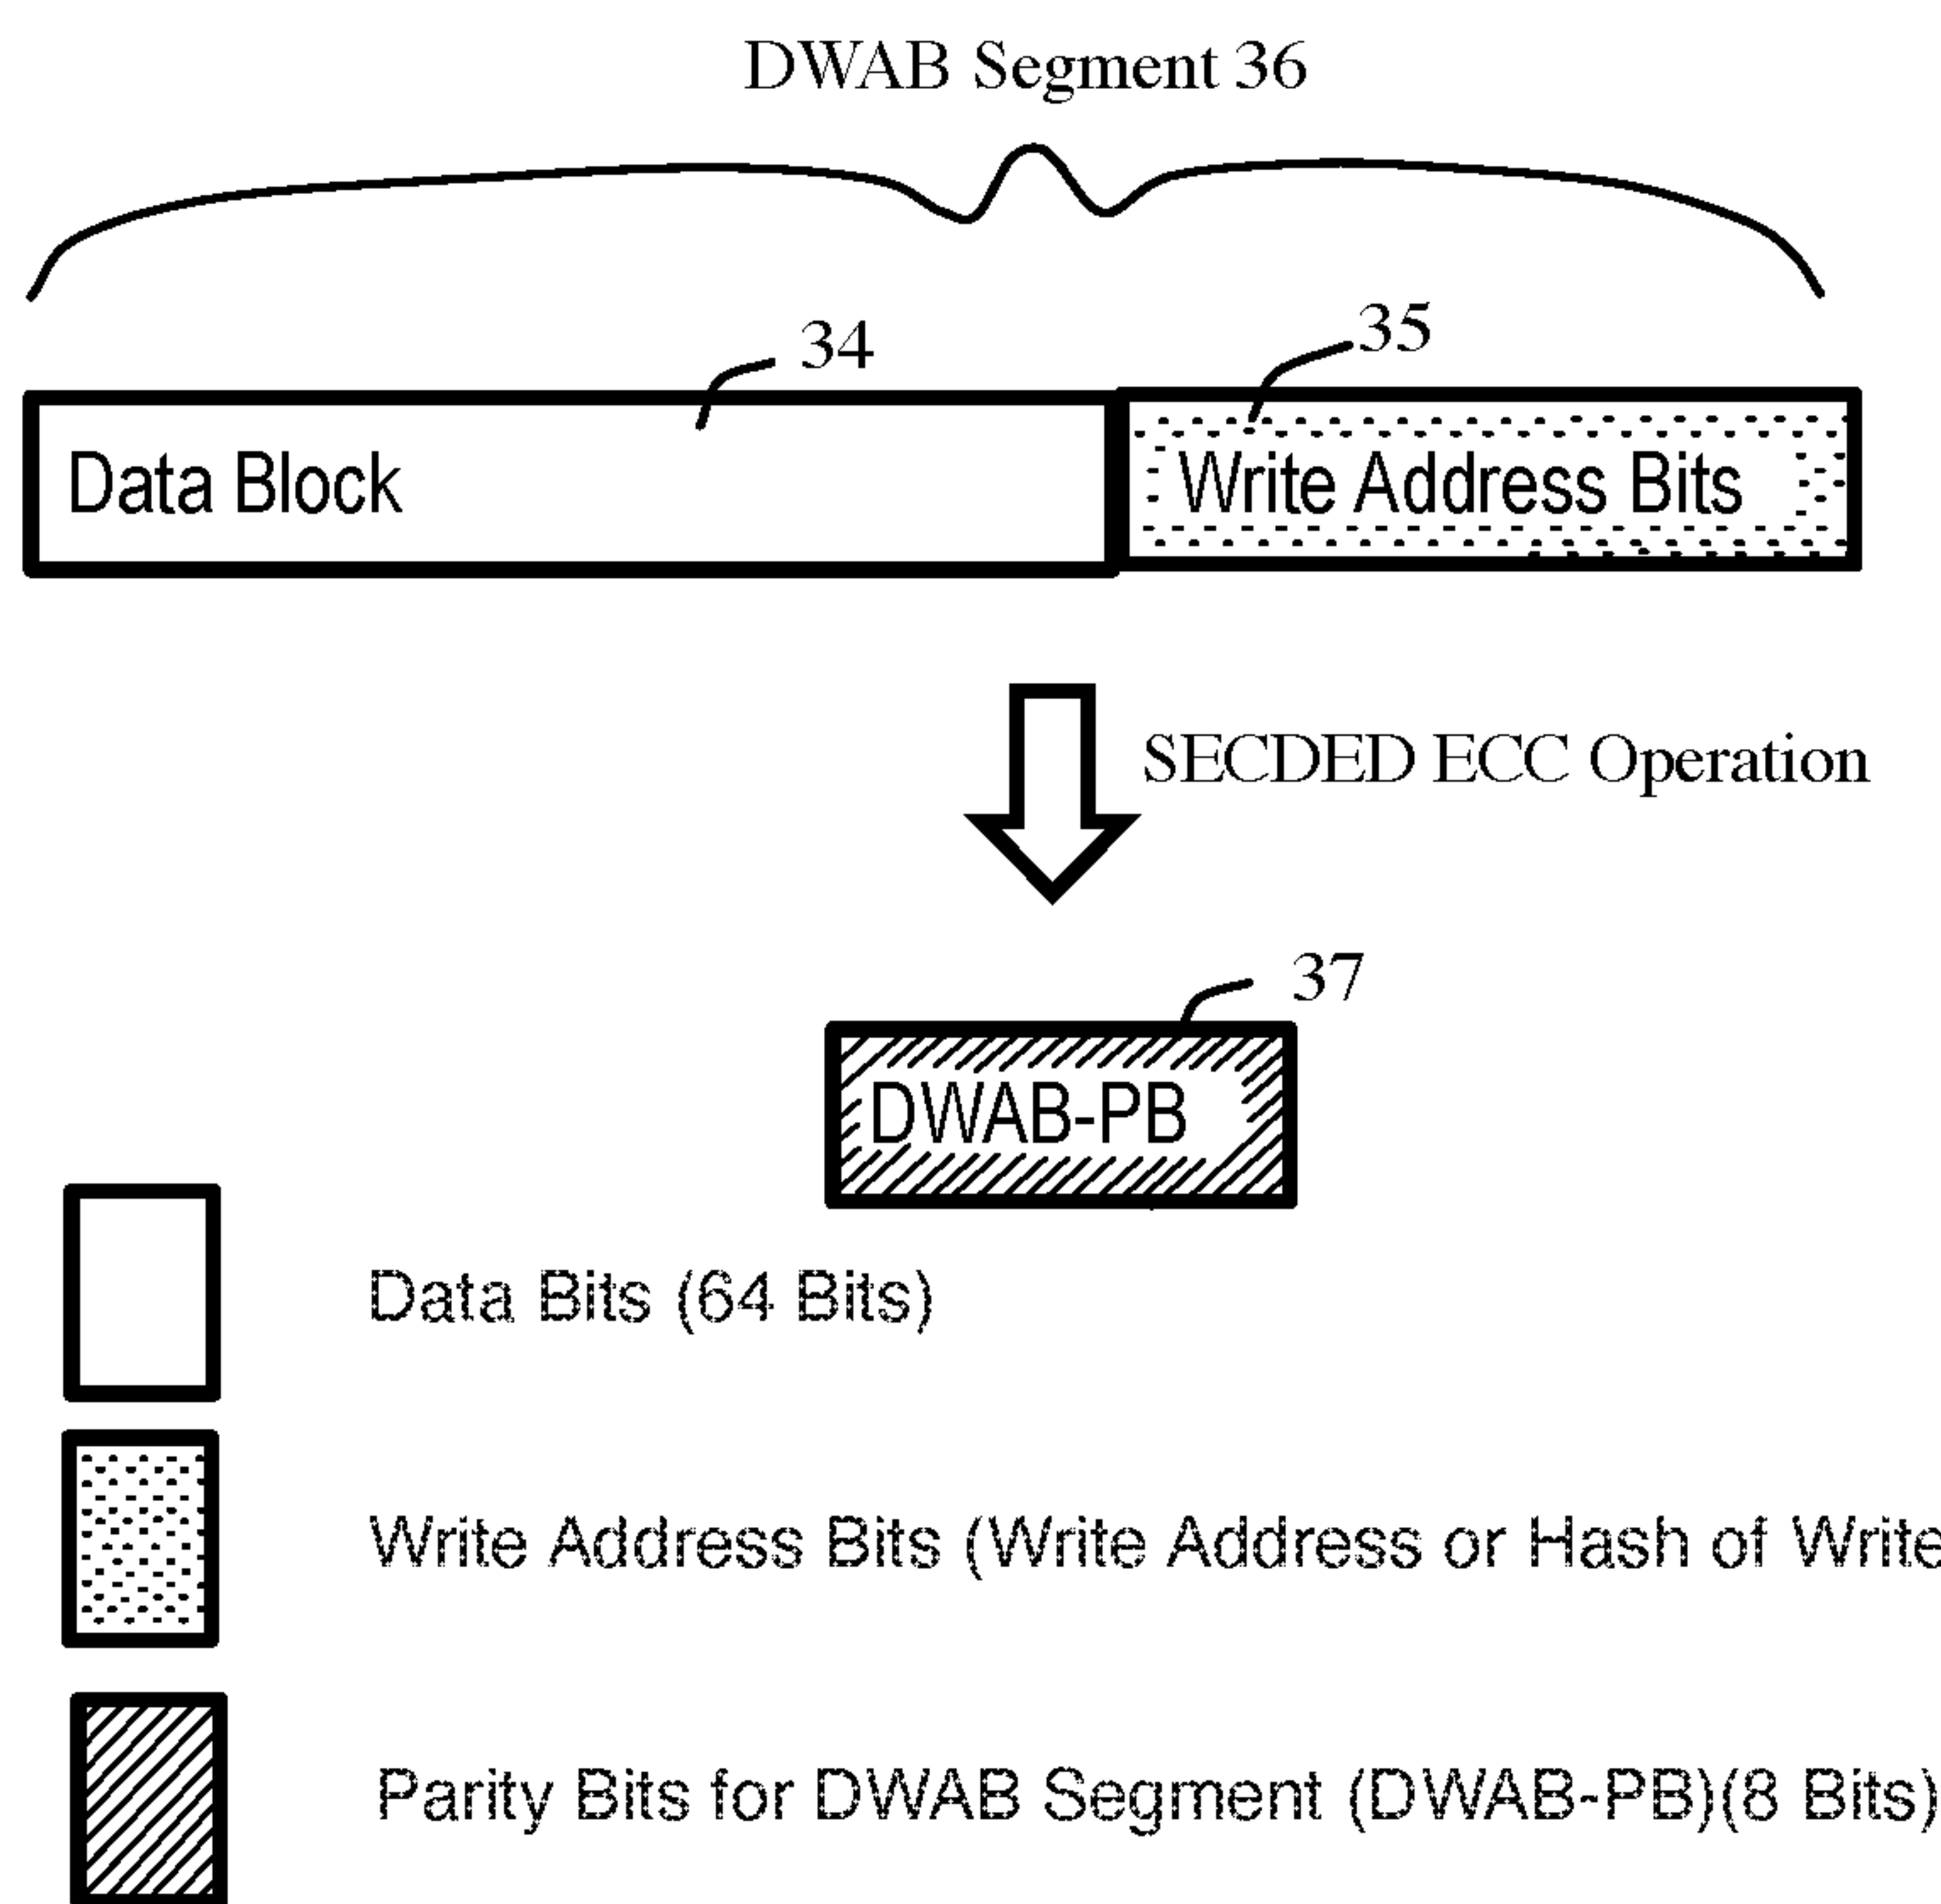 DWAB Segment 36
34
35
Data Block
Write Address Bits
SECDED ECC Operation
37
DWAB-PB
Data Bits (64 Bits)
Write Address Bits (Write Address or Hash of Write
Parity Bits for DWAB Segment (DWAB-PB)(8 Bits)